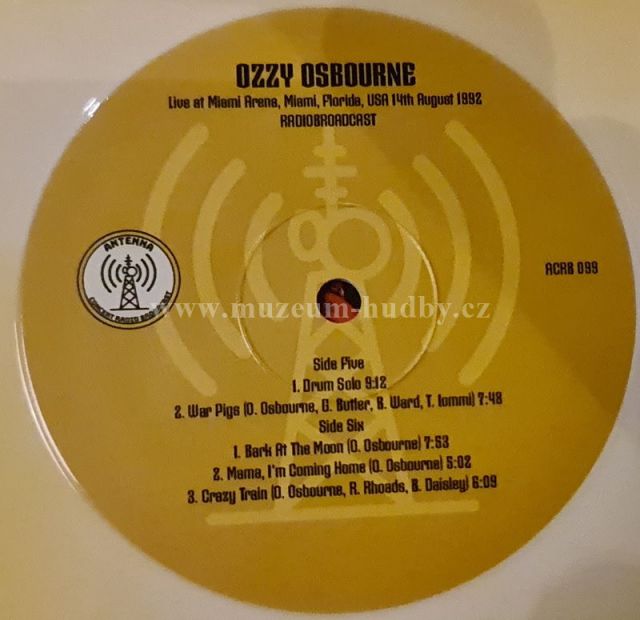 OZZY OSBOURNE
Live at Miami Arena, Miami, Florida, USA 14th August 1992
RADIOBROADCAST
ANTENNA
CONCERT RADIO BROADCAST
ACRB 099
www.muzeum-hudby.cz
Side Five
1. Drum Solo 9:12
2. War Pigs (O. Osbourne, G. Butler, B. Ward, T. Iommi) 7:48
Side Six
1. Bark At The Moon (O. Osbourne) 7:53
2. Mama, I'm Coming Home (O. Osbourne) 5:02
3. Crazy Train (O. Osbourne, R. Rhoads, B. Daisley) 6:09